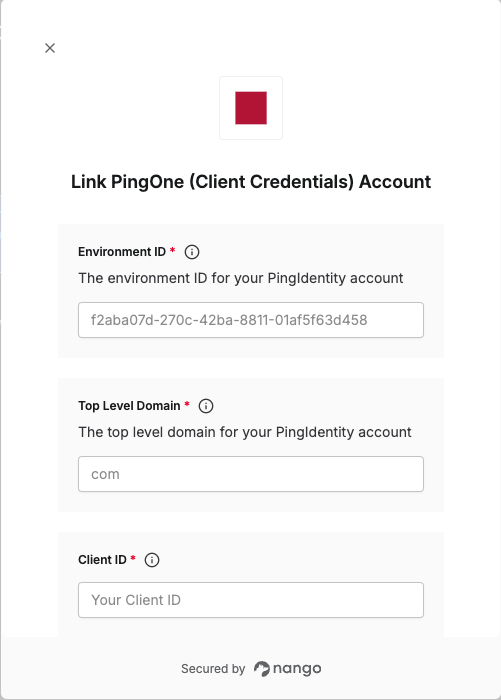 Link PingOne (Client Credentials) Account
Environment ID *
The environment ID for your PingIdentity account
f2aba07d-270c-42ba-8811-01af5f63d458
Top Level Domain *
The top level domain for your PingIdentity account
com
Client ID *
Your Client ID
Secured by nango